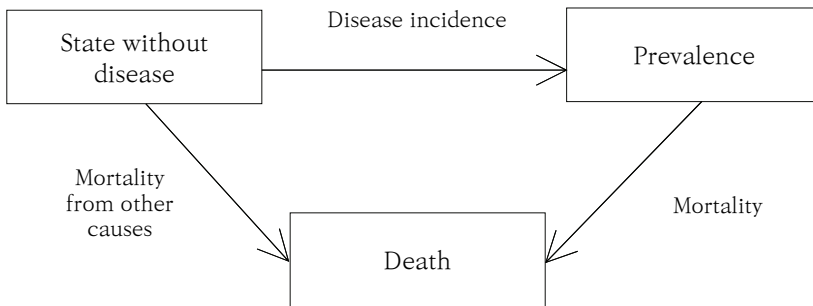 Disease incidence
State without
disease
Prevalence
Mortality
from other
causes
Mortality
Death